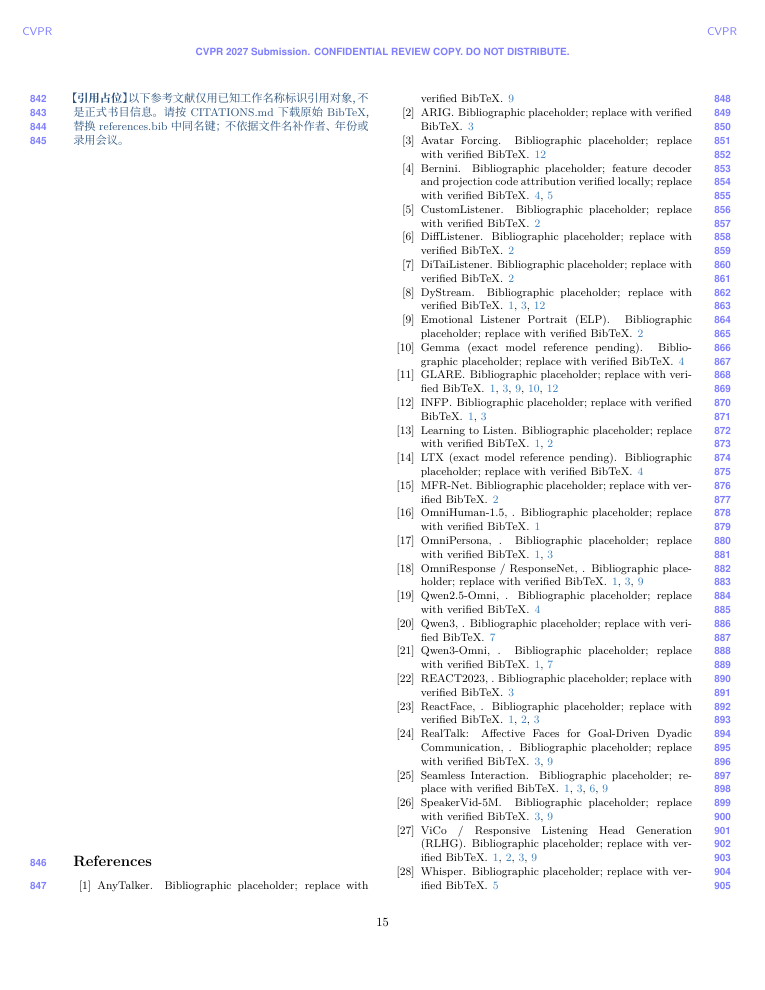 CVPR
CVPR
CVPR 2027 Submission. CONFIDENTIAL REVIEW COPY. DO NOT DISTRIBUTE.
842 【引用占位】以下参考文献仅用已知工作名称标识引用对象,不
843 是正式书目信息。请按 CITATIONS.md 下载原始 BibTeX,
844 替换 references.bib 中同名键；不依据文件名补作者、年份或
845 录用会议。
846 References
847 [1] AnyTalker. Bibliographic placeholder; replace with
verified BibTeX. 9 848
[2] ARIG. Bibliographic placeholder; replace with verified 849
BibTeX. 3 850
[3] Avatar Forcing. Bibliographic placeholder; replace 851
with verified BibTeX. 12 852
[4] Bernini. Bibliographic placeholder; feature decoder 853
and projection code attribution verified locally; replace 854
with verified BibTeX. 4, 5 855
[5] CustomListener. Bibliographic placeholder; replace 856
with verified BibTeX. 2 857
[6] DiffListener. Bibliographic placeholder; replace with 858
verified BibTeX. 2 859
[7] DiTaiListener. Bibliographic placeholder; replace with 860
verified BibTeX. 2 861
[8] DyStream. Bibliographic placeholder; replace with 862
verified BibTeX. 1, 3, 12 863
[9] Emotional Listener Portrait (ELP). Bibliographic 864
placeholder; replace with verified BibTeX. 2 865
[10] Gemma (exact model reference pending). Biblio- 866
graphic placeholder; replace with verified BibTeX. 4 867
[11] GLARE. Bibliographic placeholder; replace with veri- 868
fied BibTeX. 1, 3, 9, 10, 12 869
[12] INFP. Bibliographic placeholder; replace with verified 870
BibTeX. 1, 3 871
[13] Learning to Listen. Bibliographic placeholder; replace 872
with verified BibTeX. 1, 2 873
[14] LTX (exact model reference pending). Bibliographic 874
placeholder; replace with verified BibTeX. 4 875
[15] MFR-Net. Bibliographic placeholder; replace with ver- 876
ified BibTeX. 2 877
[16] OmniHuman-1.5, . Bibliographic placeholder; replace 878
with verified BibTeX. 1 879
[17] OmniPersona, . Bibliographic placeholder; replace 880
with verified BibTeX. 1, 3 881
[18] OmniResponse / ResponseNet, . Bibliographic place- 882
holder; replace with verified BibTeX. 1, 3, 9 883
[19] Qwen2.5-Omni, . Bibliographic placeholder; replace 884
with verified BibTeX. 4 885
[20] Qwen3, . Bibliographic placeholder; replace with veri- 886
fied BibTeX. 7 887
[21] Qwen3-Omni, . Bibliographic placeholder; replace 888
with verified BibTeX. 1, 7 889
[22] REACT2023, . Bibliographic placeholder; replace with 890
verified BibTeX. 3 891
[23] ReactFace, . Bibliographic placeholder; replace with 892
verified BibTeX. 1, 2, 3 893
[24] RealTalk: Affective Faces for Goal-Driven Dyadic 894
Communication, . Bibliographic placeholder; replace 895
with verified BibTeX. 3, 9 896
[25] Seamless Interaction. Bibliographic placeholder; re- 897
place with verified BibTeX. 1, 3, 6, 9 898
[26] SpeakerVid-5M. Bibliographic placeholder; replace 899
with verified BibTeX. 3, 9 900
[27] ViCo / Responsive Listening Head Generation 901
(RLHG). Bibliographic placeholder; replace with ver- 902
ified BibTeX. 1, 2, 3, 9 903
[28] Whisper. Bibliographic placeholder; replace with ver- 904
ified BibTeX. 5 905
15